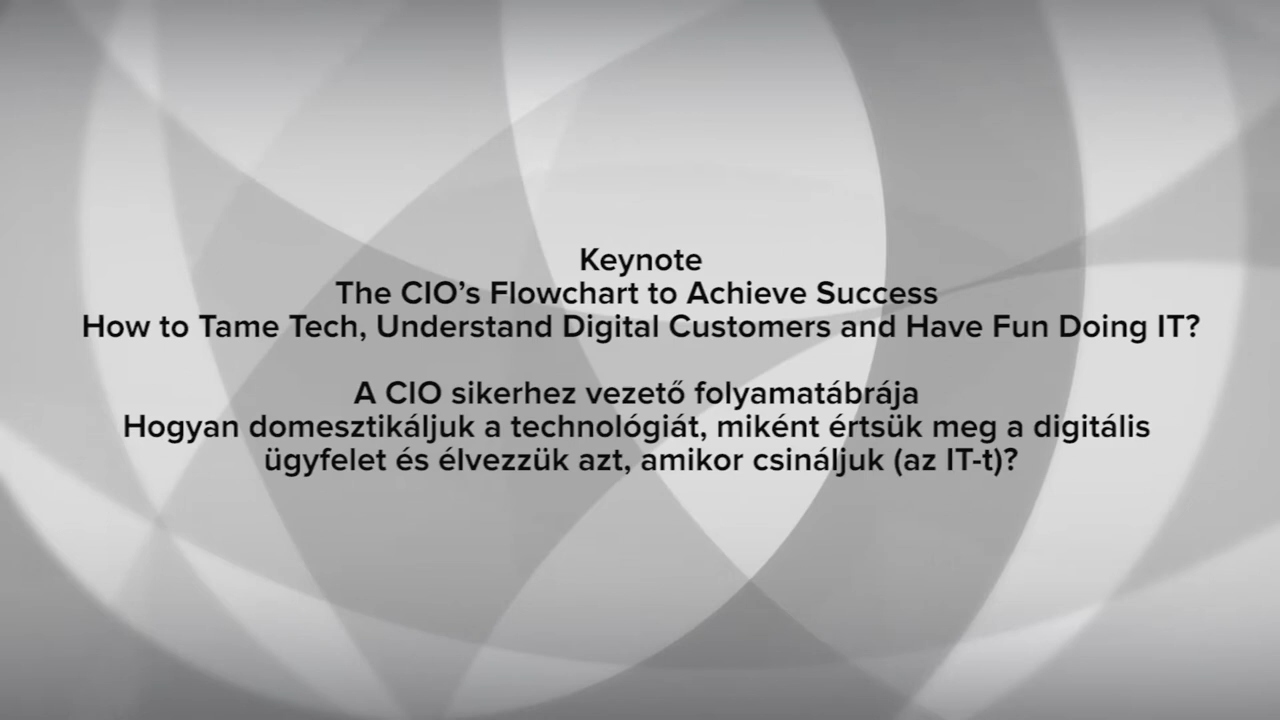 Keynote
The CIO’s Flowchart to Achieve Success
How to Tame Tech, Understand Digital Customers and Have Fun Doing IT?
A CIO sikerhez vezető folyamatábrája
Hogyan domesztikáljuk a technológiát, miként értsük meg a digitális
ügyfelet és élvezzük azt, amikor csináljuk (az IT-t)?